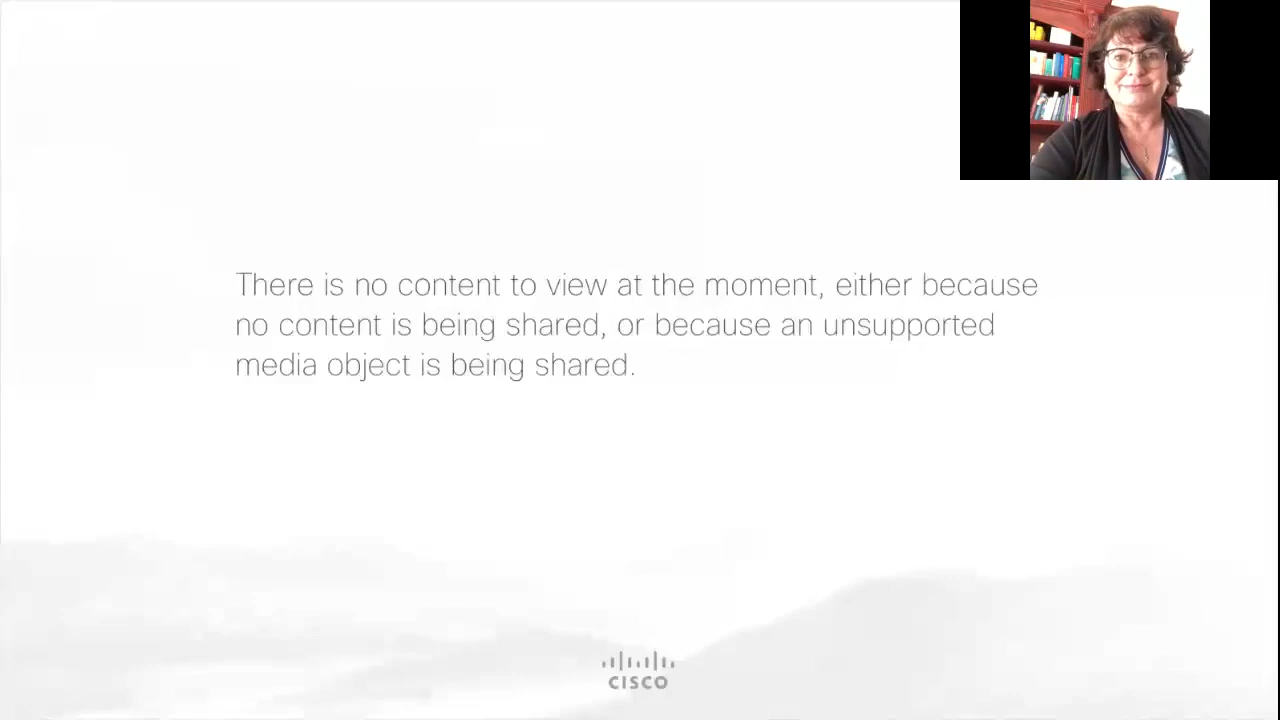 There is no content to view at the moment, either because
no content is being shared, or because an unsupported
media object is being shared.
CISCO